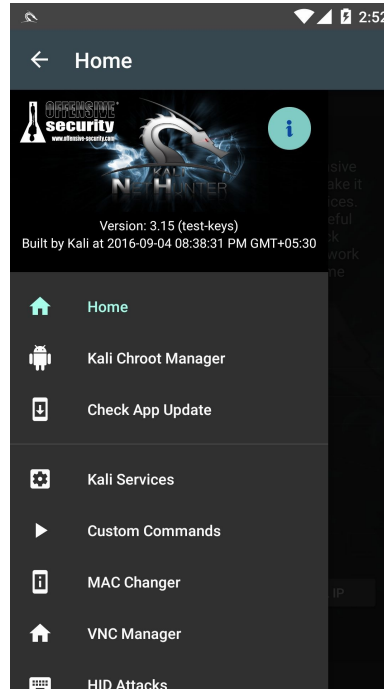 2:52
Home
OFFENSIVE
security
www.offensive-security.com
i
KALI
NETHUNTER
Version: 3.15 (test-keys)
Built by Kali at 2016-09-04 08:38:31 PM GMT+05:30
Home
Kali Chroot Manager
Check App Update
Kali Services
Custom Commands
MAC Changer
VNC Manager
HID Attacks
IP